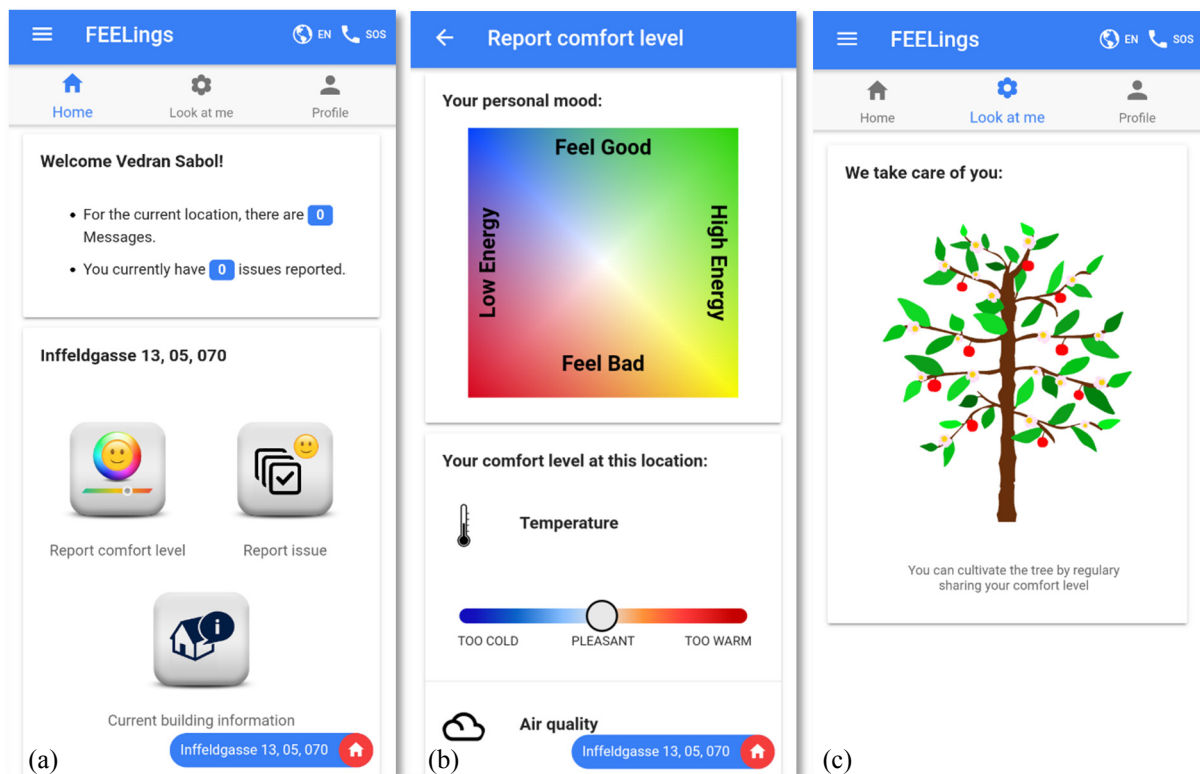 FEELings
EN
SOS
Home
Look at me
Profile
Welcome Vedran Sabol!
• For the current location, there are 0
Messages.
• You currently have 0 issues reported.
Inffeldgasse 13, 05, 070
Report comfort level
Report issue
i
Current building information
Inffeldgasse 13, 05, 070
(a)
Report comfort level
Your personal mood:
Feel Good
Low Energy
High Energy
Feel Bad
Your comfort level at this location:
Temperature
TOO COLD
PLEASANT
TOO WARM
Air quality
Inffeldgasse 13, 05, 070
(b)
FEELings
EN
SOS
Home
Look at me
Profile
We take care of you:
You can cultivate the tree by regulary
sharing your comfort level
(c)